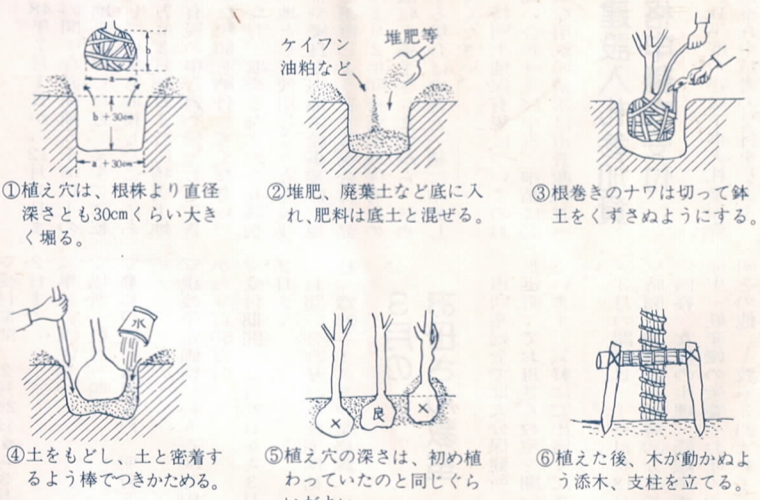 b
a
b＋30cm
a＋30cm
①植え穴は、根株より直径
深さとも30cmくらい大き
く堀る。
ケイフン
油粕など
堆肥等
②堆肥、廃葉土など底に入
れ、肥料は底土と混ぜる。
③根巻きのナワは切って鉢
土をくずさぬようにする。
水
④土をもどし、土と密着す
るよう棒でつきかためる。
×
良
×
⑤植え穴の深さは、初め植
わっていたのと同じぐら
⑥植えた後、木が動かぬよ
う添木、支柱を立てる。